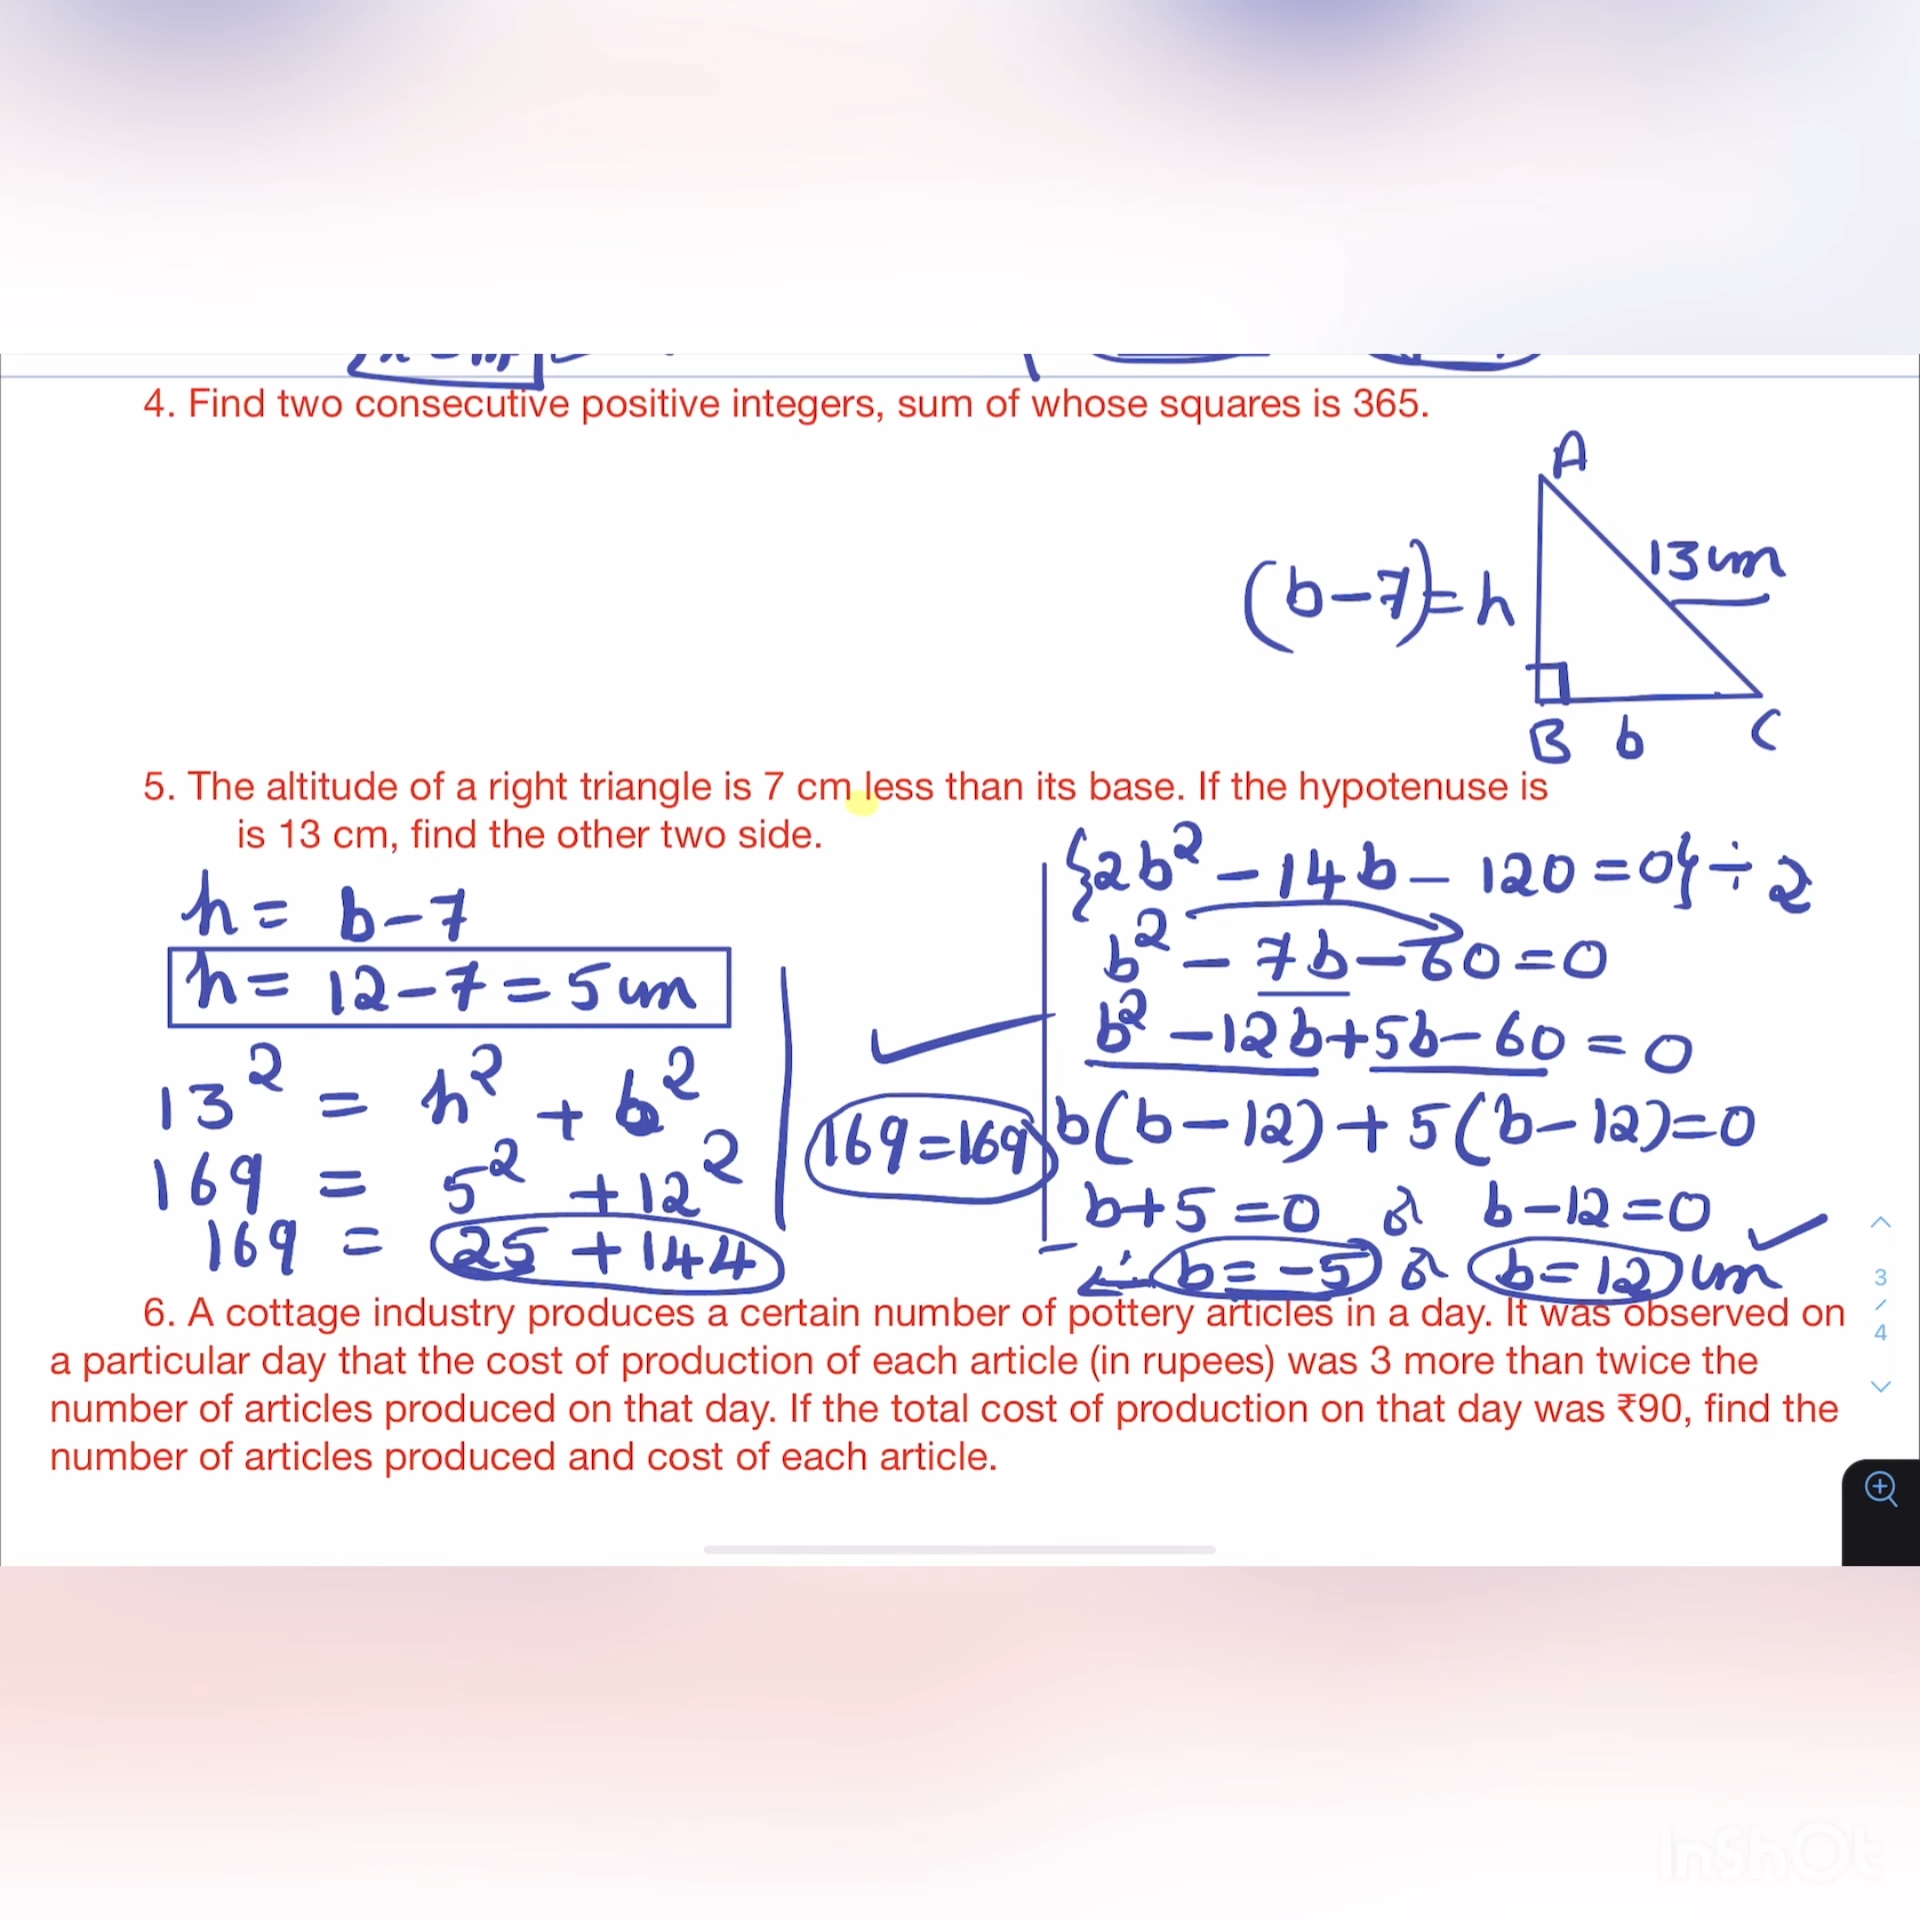 4. Find two consecutive positive integers, sum of whose squares is 365.
A
(b-7)=h
13cm
B b C
5. The altitude of a right triangle is 7 cm less than its base. If the hypotenuse is
is 13 cm, find the other two side.
h= b-7
h= 12-7=5cm
13² = h² + b²
169 = 5² +12²
169 = 25 +144
169=169
{2b² -14b- 120=0}÷2
b² - 7b-60=0
b² -12b+5b-60=0
b(b-12)+5(b-12)=0
b+5=0 or b-12=0
b=-5 or b=12 cm
6. A cottage industry produces a certain number of pottery articles in a day. It was observed on
a particular day that the cost of production of each article (in rupees) was 3 more than twice the
number of articles produced on that day. If the total cost of production on that day was ₹90, find the
number of articles produced and cost of each article.
3
/
4
InShOt